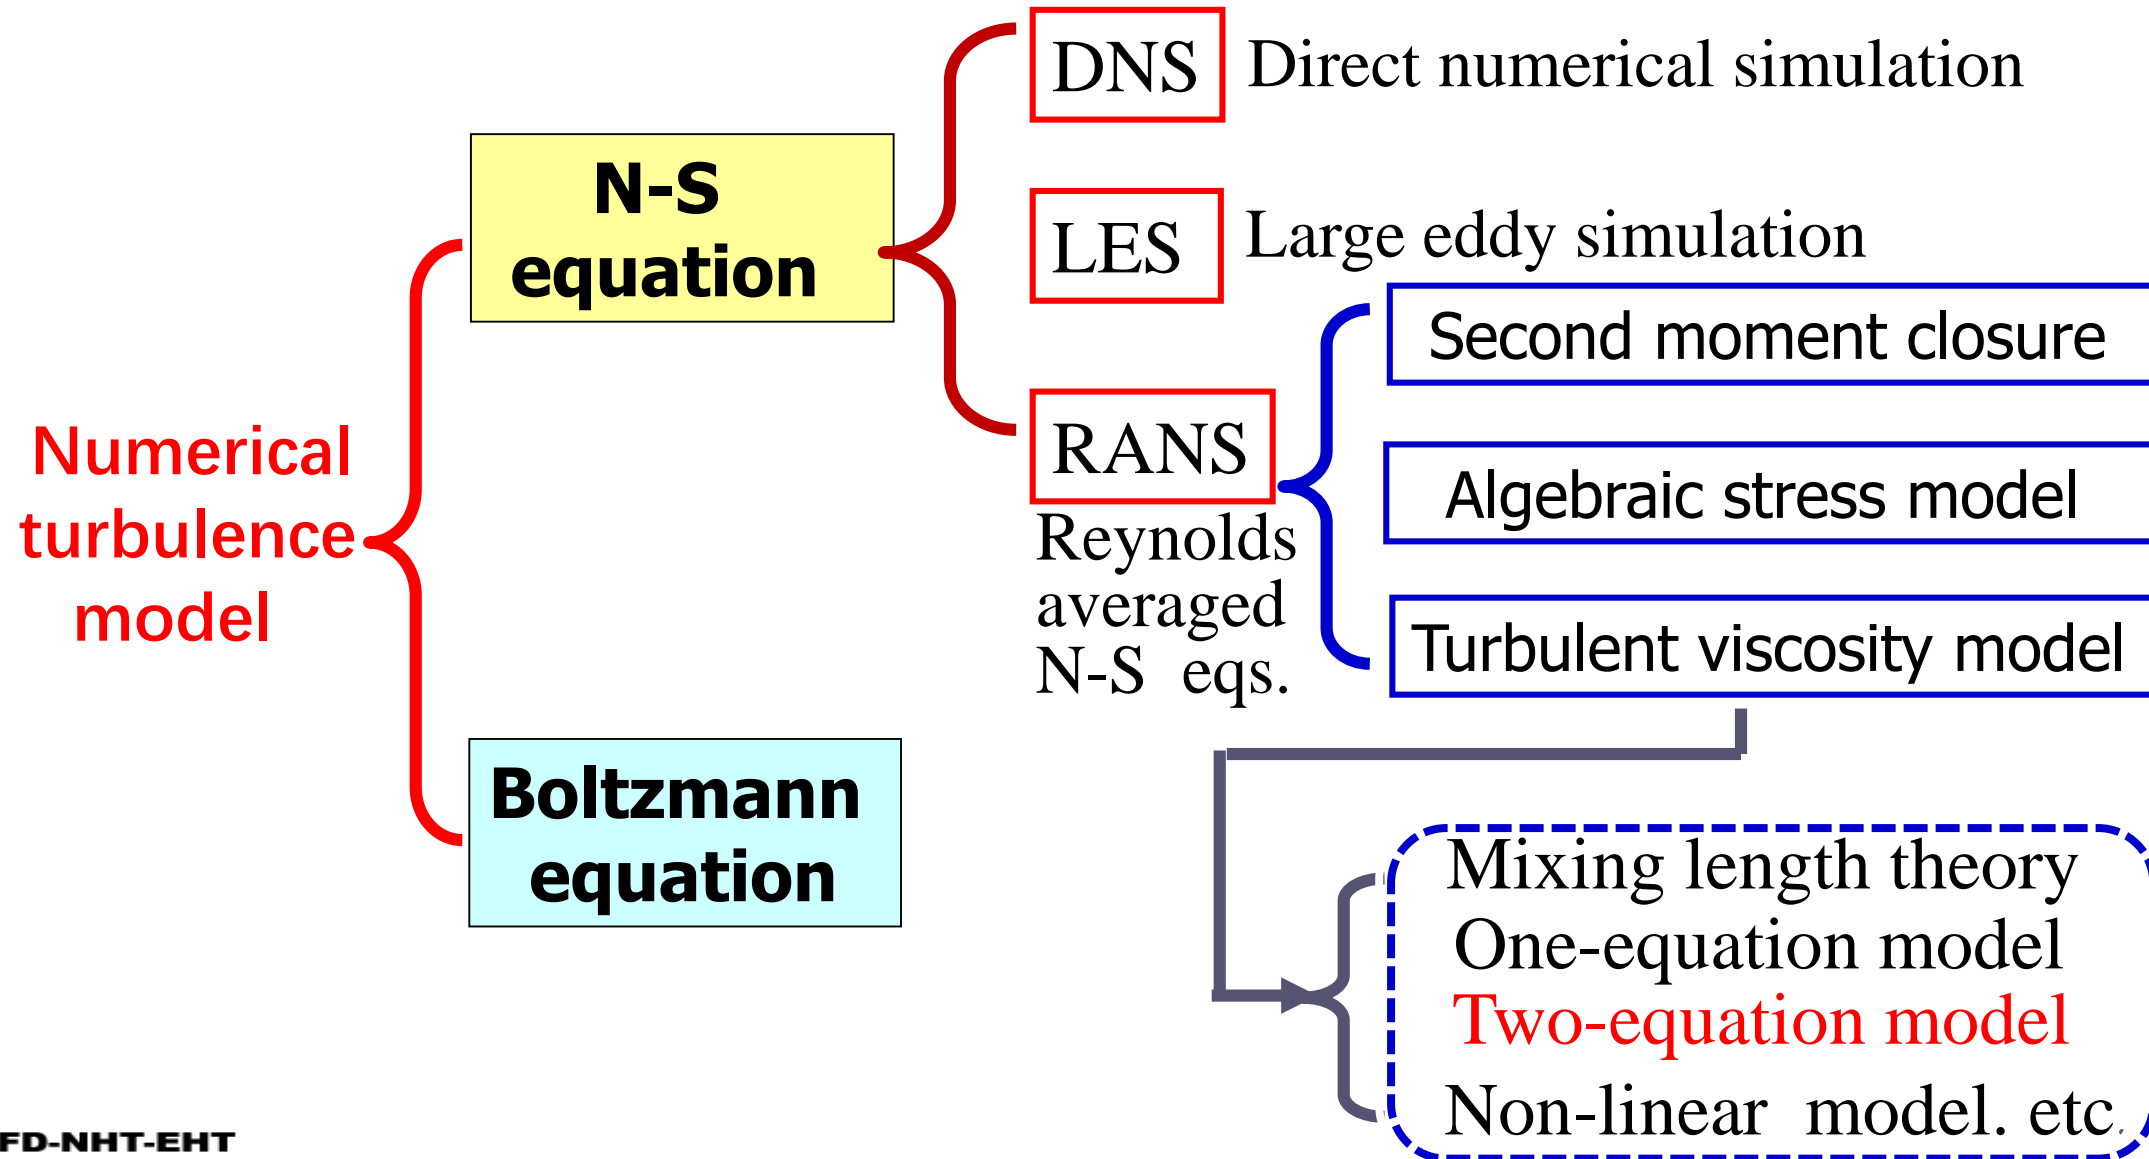 DNS Direct numerical simulation
N-S
equation
LES Large eddy simulation
Second moment closure
Numerical
turbulence
model
RANS
Algebraic stress model
Reynolds
averaged
N-S eqs.
Turbulent viscosity model
Boltzmann
equation
Mixing length theory
One-equation model
Two-equation model
Non-linear model. etc.
FD-NHT-EHT